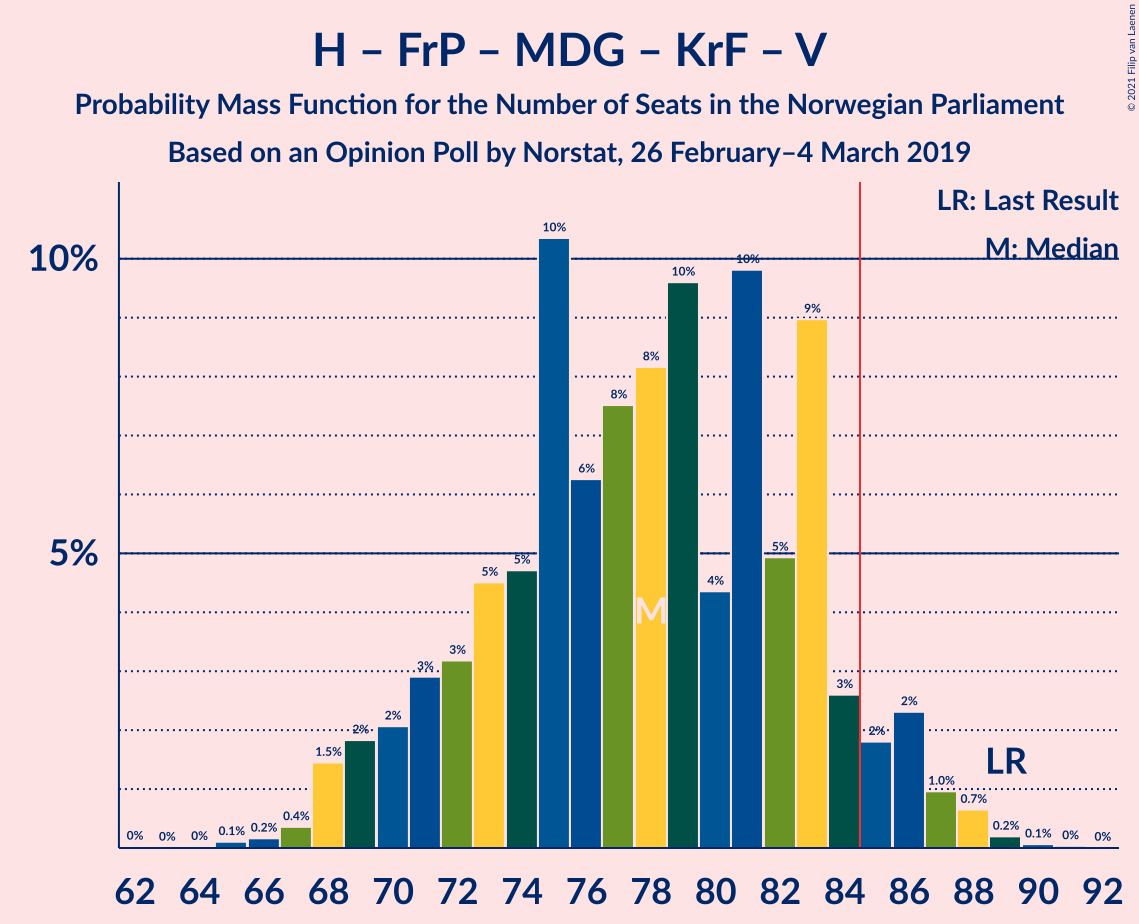 H – FrP – MDG – KrF – V
Probability Mass Function for the Number of Seats in the Norwegian Parliament
Based on an Opinion Poll by Norstat, 26 February–4 March 2019
© 2021 Filip van Laenen
LR: Last Result
M: Median
10%
5%
0% 0% 0% 0.1% 0.2% 0.4% 1.5% 2% 2% 3% 3% 5% 5% 10% 6% 8% 8% 10% 4% 10% 5% 9% 3% 2% 2% 1.0% 0.7% 0.2% 0.1% 0% 0%
M
LR
62 64 66 68 70 72 74 76 78 80 82 84 86 88 90 92